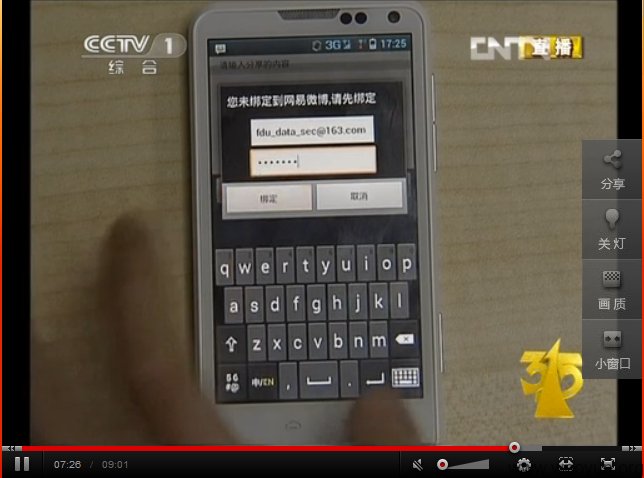 CCTV 1
综合
CNTV 直播
3G 17:25
请输入分享的内容
您未绑定到网易微博,请先绑定
fdu_data_sec@163.com
•••••••
绑定 取消
q w e r t y u i o p
a s d f g h j k l
z x c v b n m
中/EN , .
315
分享
关灯
画质
小窗口
07:26 / 09:01